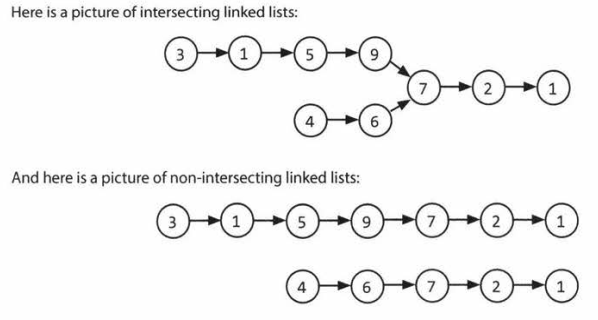 Here is a picture of intersecting linked lists:
3 1 5 9
7 2 1
4 6
And here is a picture of non-intersecting linked lists:
3 1 5 9 7 2 1
4 6 7 2 1